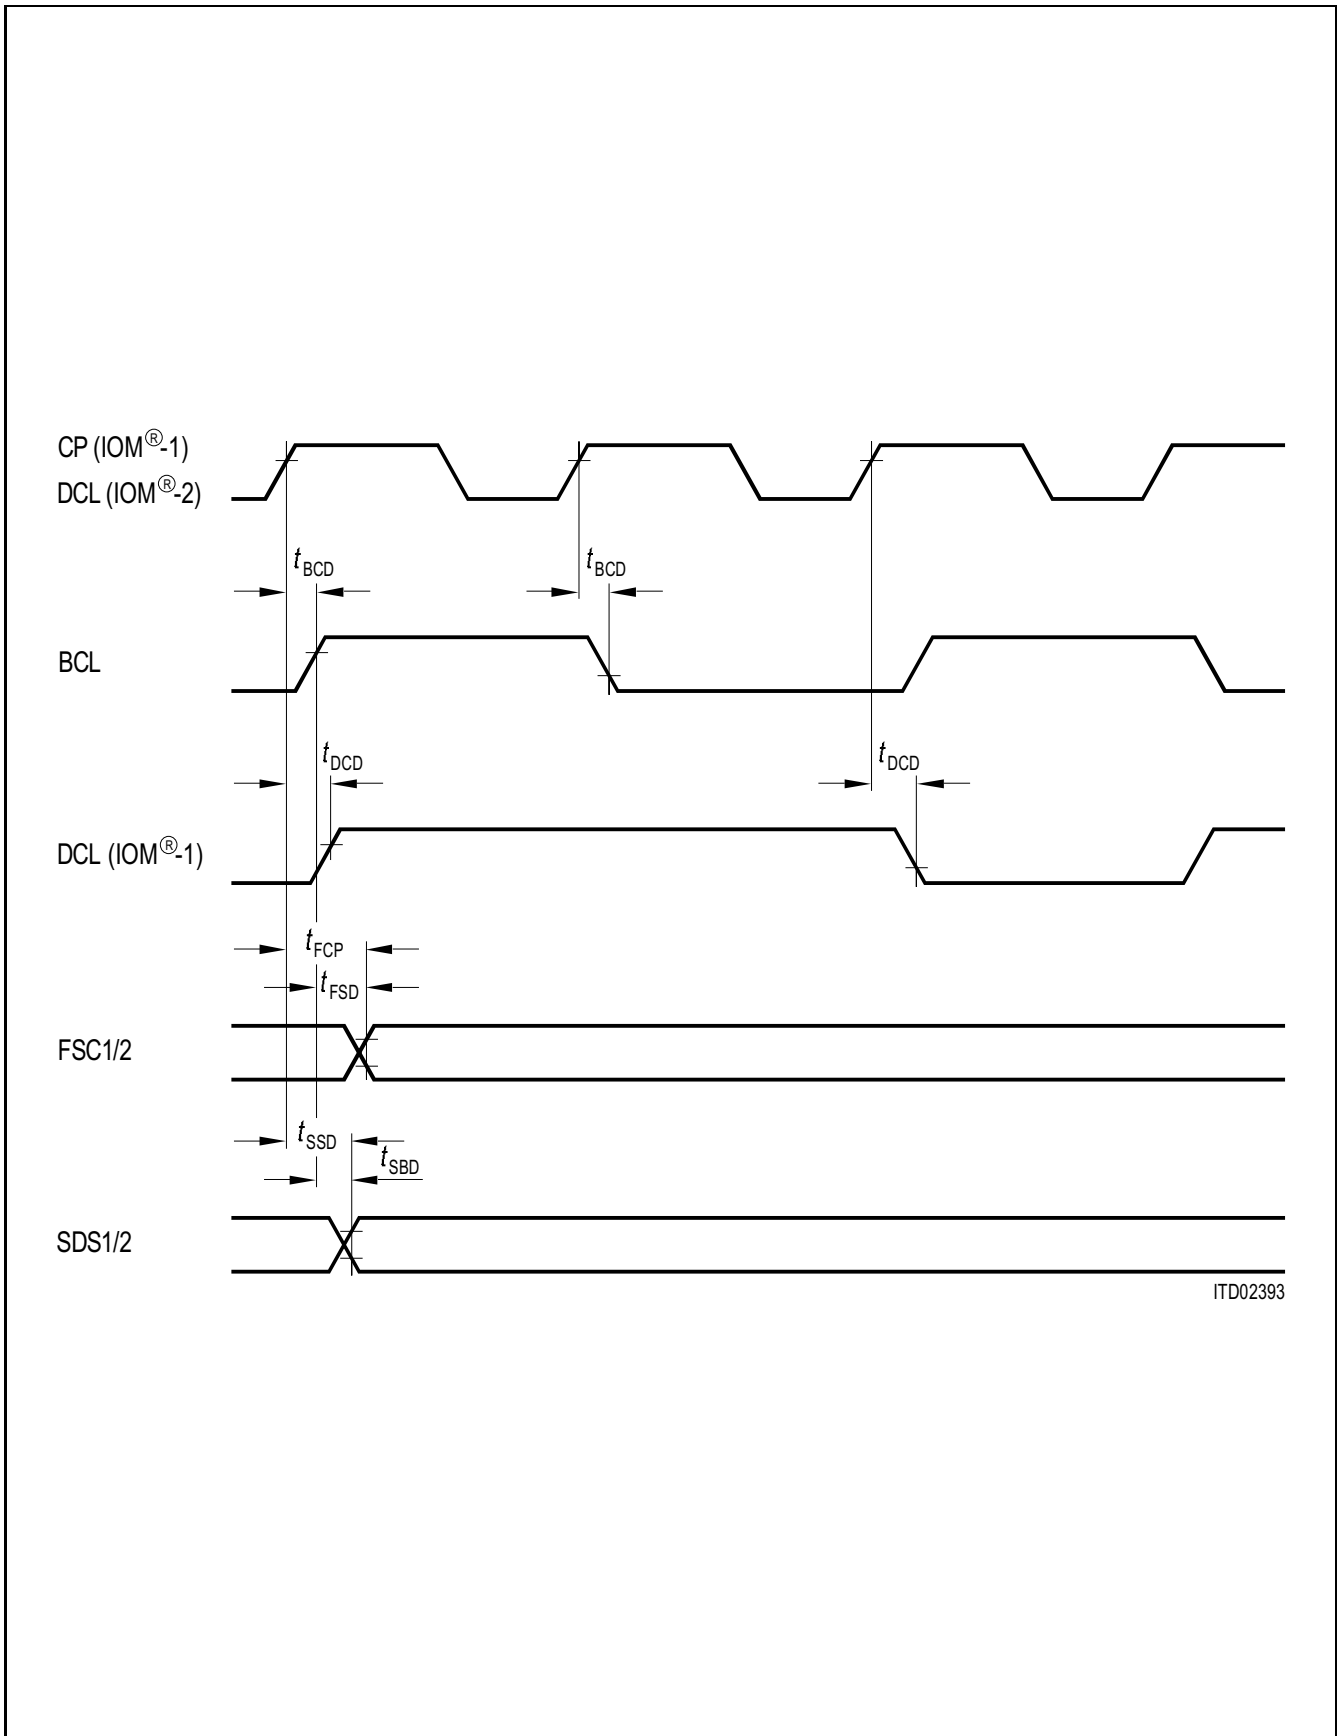 CP (IOM®-1)
DCL (IOM®-2)
tBCD
tBCD
BCL
tDCD
tDCD
DCL (IOM®-1)
tFCP
tFSD
FSC1/2
tSSD
tSBD
SDS1/2
ITD02393